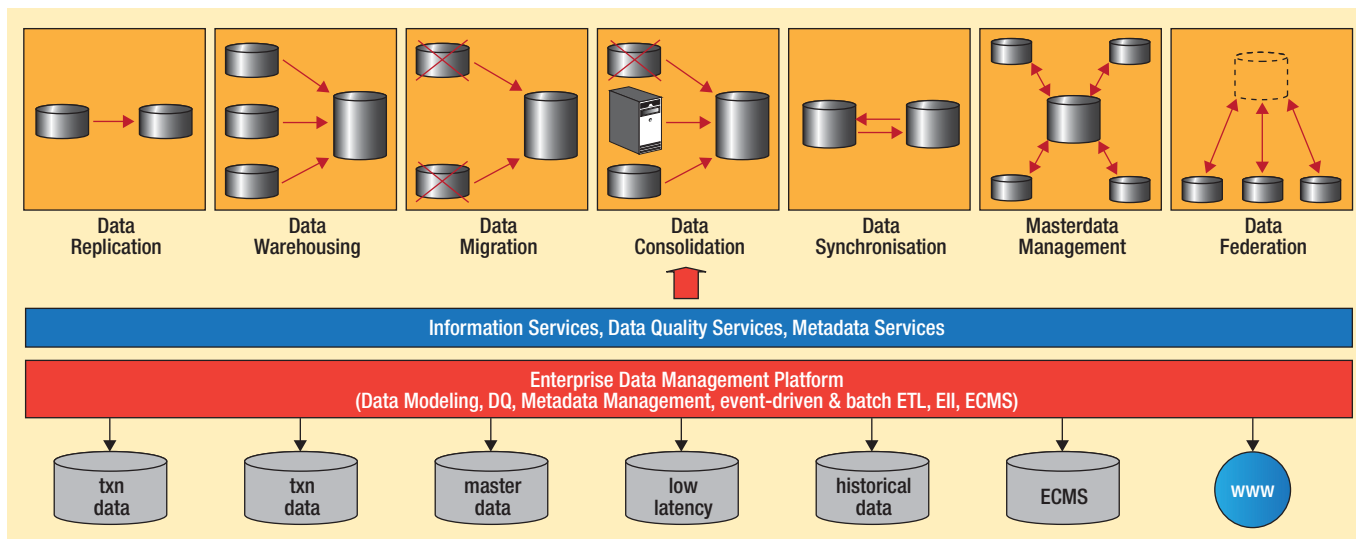 Data
Replication
Data
Warehousing
Data
Migration
Data
Consolidation
Data
Synchronisation
Masterdata
Management
Data
Federation
Information Services, Data Quality Services, Metadata Services
Enterprise Data Management Platform
(Data Modeling, DQ, Metadata Management, event-driven & batch ETL, EII, ECMS)
txn
data
txn
data
master
data
low
latency
historical
data
ECMS
www